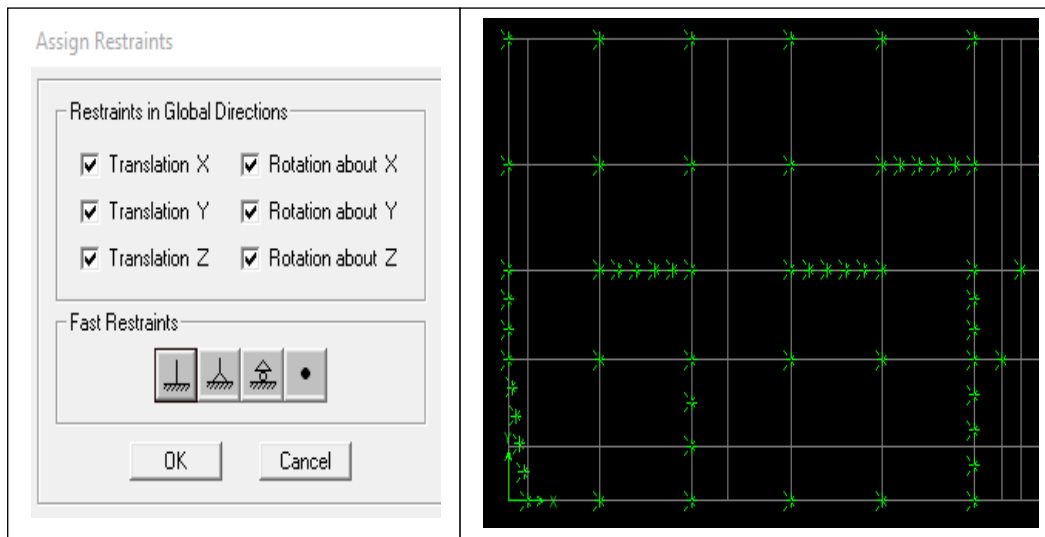 Assign Restraints
Restraints in Global Directions
Translation X
Rotation about X
Translation Y
Rotation about Y
Translation Z
Rotation about Z
Fast Restraints
OK
Cancel
Y
X